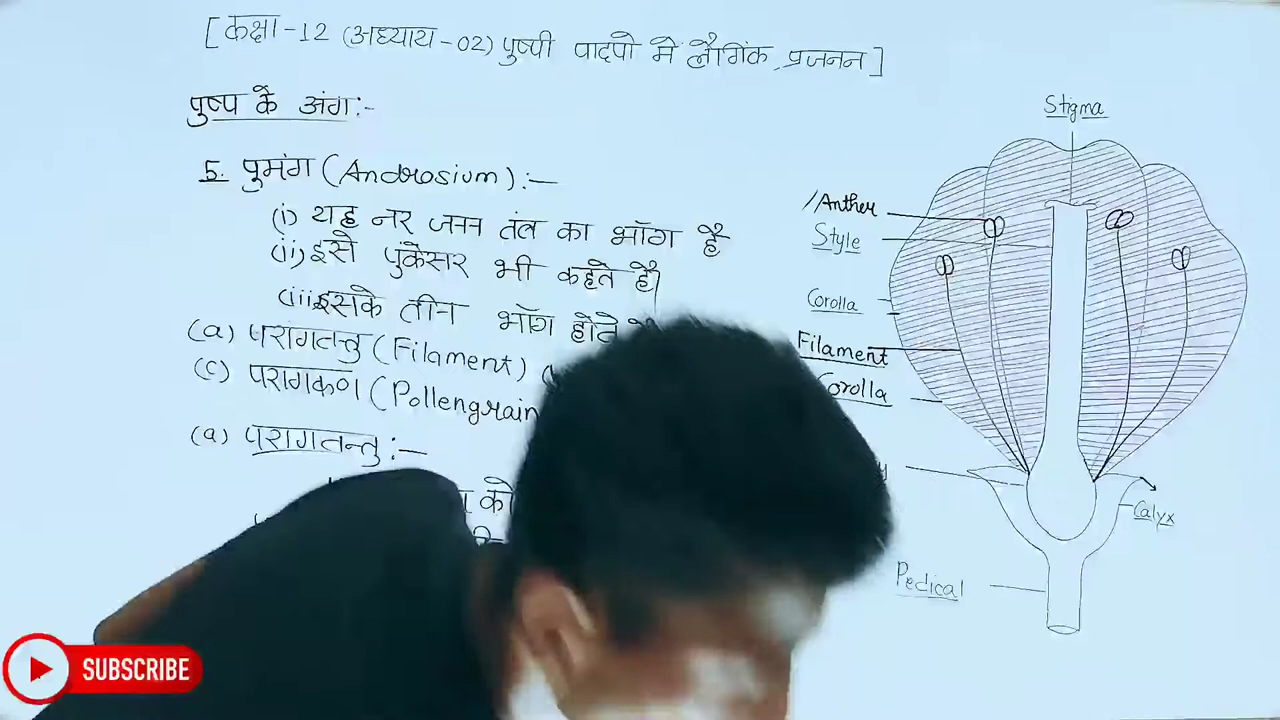 [कक्षा -12 (अध्याय -02) पुष्पी पादपो मे लैगिंक प्रजनन]
पुष्प के अंग:-
5. पुमंग (Androsium):-
(i) यह नर जनन तंत का भॉग है
(ii) इसे पुंकेसर भी कहते है।
(iii) इसके तीन भॉग होते
(a) परागतन्तु (Filament) (
(c) परागकण (Pollengrain
(a) परागतन्तु:-
को
Stigma
Anther
Style
Corolla
Filament
Corolla
Calyx
Pedical
SUBSCRIBE